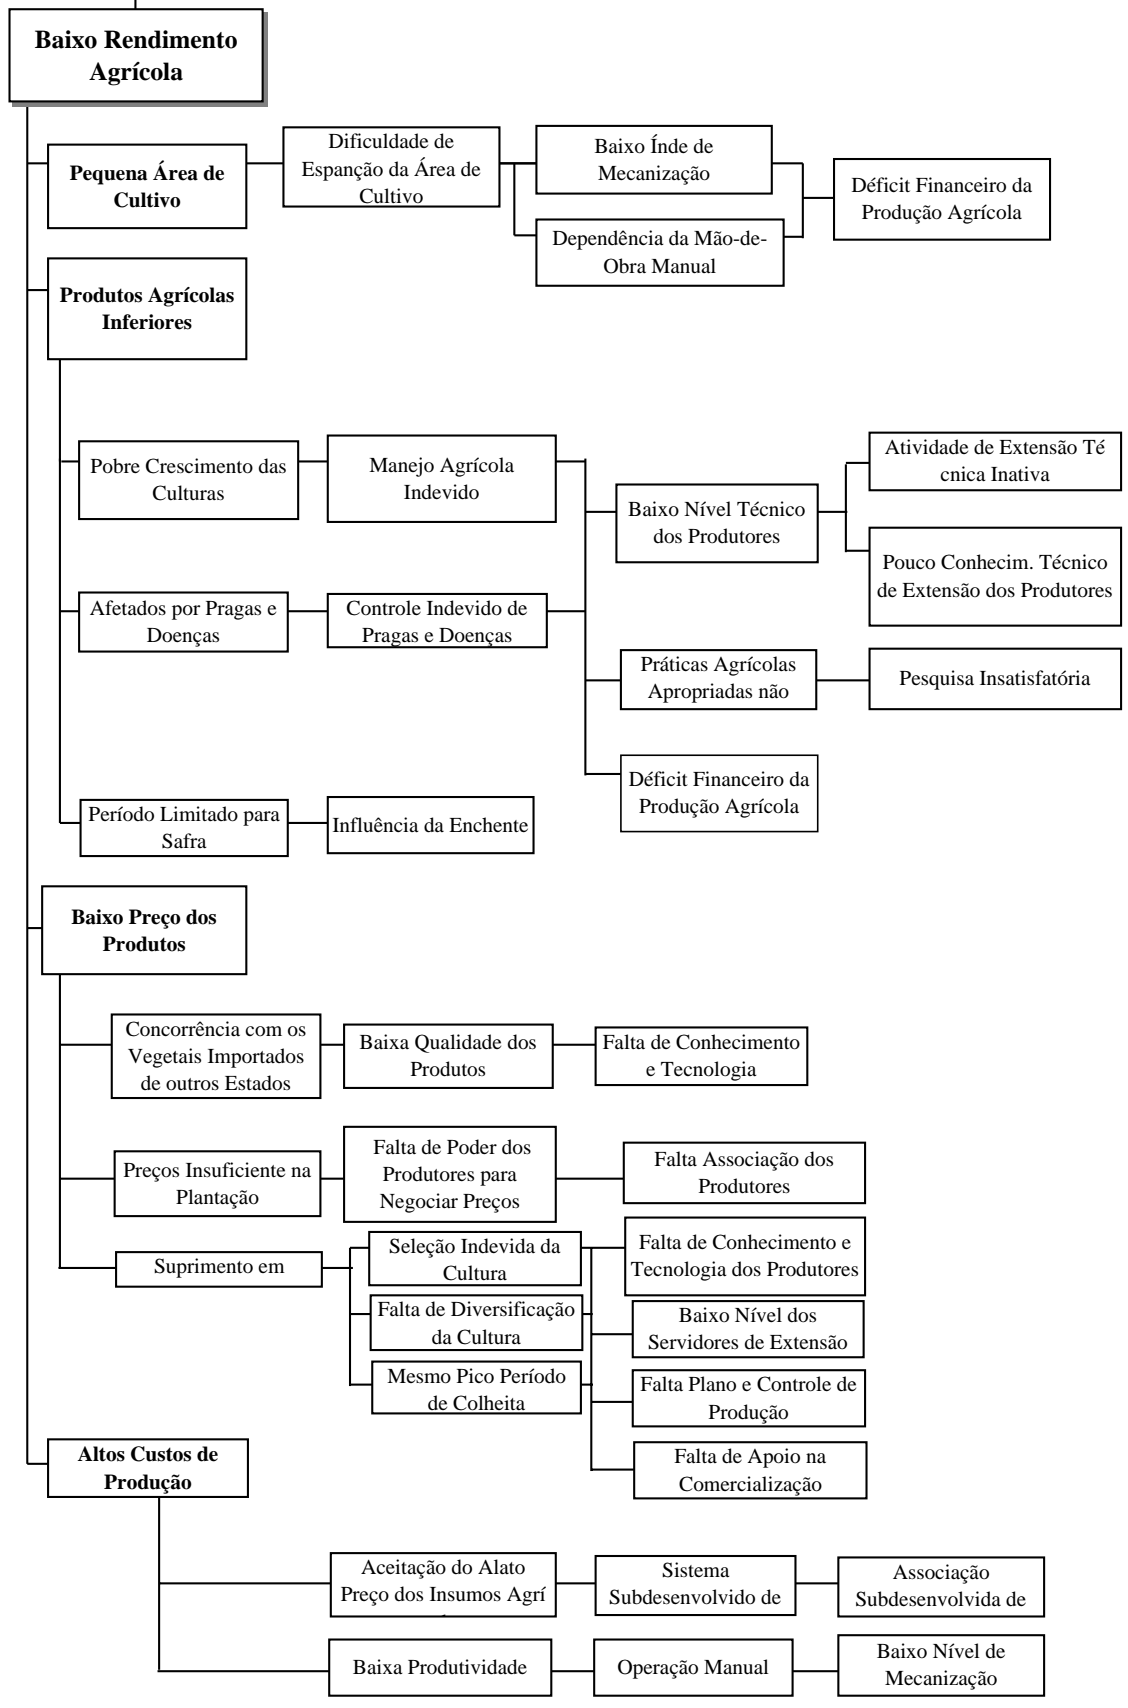 Baixo Rendimento
Agrícola
Pequena Área de
Cultivo
Dificuldade de
Espanção da Área de
Cultivo
Baixo Índe de
Mecanização
Dependência da Mão-de-
Obra Manual
Déficit Financeiro da
Produção Agrícola
Produtos Agrícolas
Inferiores
Pobre Crescimento das
Culturas
Manejo Agrícola
Indevido
Baixo Nível Técnico
dos Produtores
Atividade de Extensão Té
cnica Inativa
Pouco Conhecim. Técnico
de Extensão dos Produtores
Afetados por Pragas e
Doenças
Controle Indevido de
Pragas e Doenças
Práticas Agrícolas
Apropriadas não
Pesquisa Insatisfatória
Déficit Financeiro da
Produção Agrícola
Período Limitado para
Safra
Influência da Enchente
Baixo Preço dos
Produtos
Concorrência com os
Vegetais Importados
de outros Estados
Baixa Qualidade dos
Produtos
Falta de Conhecimento
e Tecnologia
Preços Insuficiente na
Plantação
Falta de Poder dos
Produtores para
Negociar Preços
Falta Associação dos
Produtores
Suprimento em
Seleção Indevida da
Cultura
Falta de Diversificação
da Cultura
Mesmo Pico Período
de Colheita
Falta de Conhecimento e
Tecnologia dos Produtores
Baixo Nível dos
Servidores de Extensão
Falta Plano e Controle de
Produção
Falta de Apoio na
Comercialização
Altos Custos de
Produção
Aceitação do Alato
Preço dos Insumos Agrí
Sistema
Subdesenvolvido de
Associação
Subdesenvolvida de
Baixa Produtividade
Operação Manual
Baixo Nível de
Mecanização